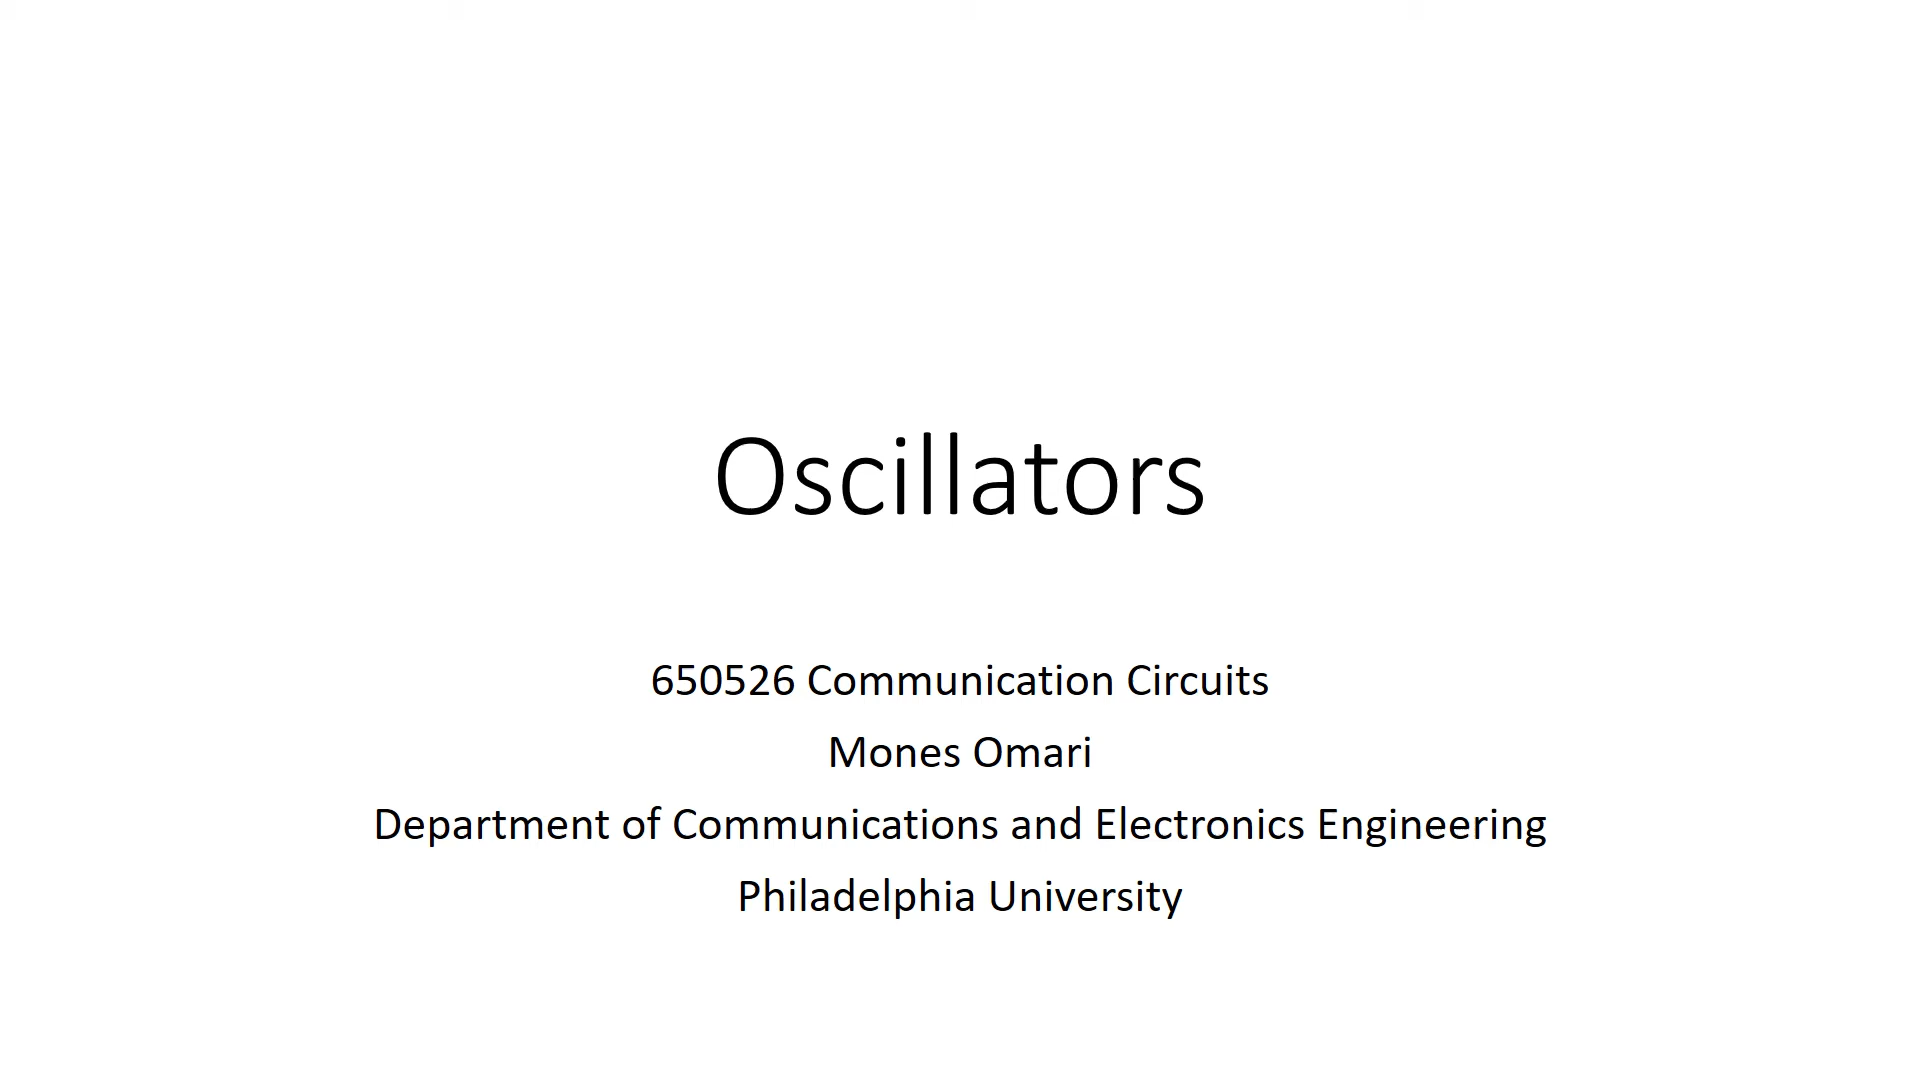 Oscillators
650526 Communication Circuits
Mones Omari
Department of Communications and Electronics Engineering
Philadelphia University